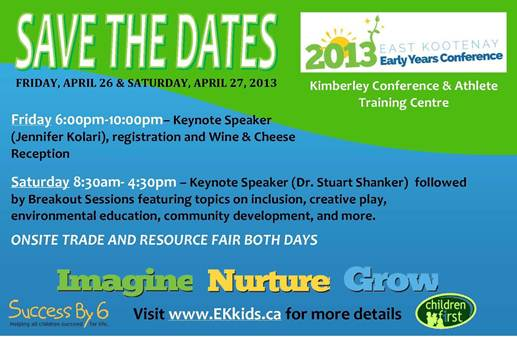 SAVE THE DATES
FRIDAY, APRIL 26 & SATURDAY, APRIL 27, 2013
2013 EAST KOOTENAY
Early Years Conference
Kimberley Conference & Athlete
Training Centre
Friday 6:00pm-10:00pm– Keynote Speaker
(Jennifer Kolari), registration and Wine & Cheese
Reception
Saturday 8:30am- 4:30pm – Keynote Speaker (Dr. Stuart Shanker) followed
by Breakout Sessions featuring topics on inclusion, creative play,
environmental education, community development, and more.
ONSITE TRADE AND RESOURCE FAIR BOTH DAYS
Imagine Nurture Grow
Success By 6
Helping all children succeed for life.
Visit www.EKkids.ca for more details
children
first